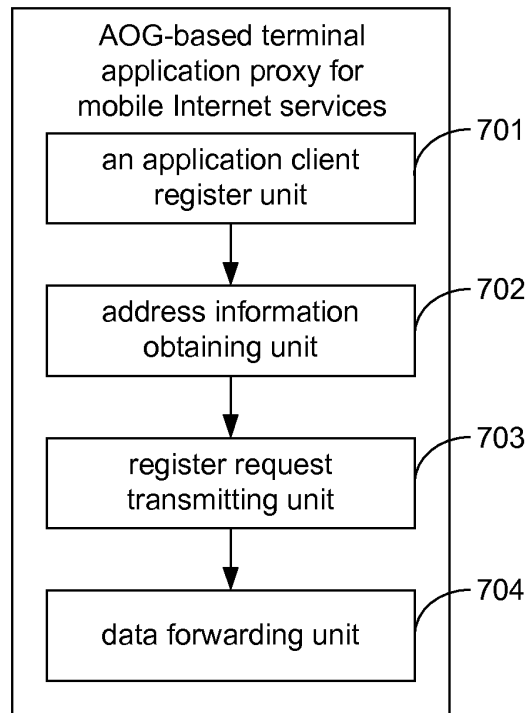 AOG-based terminal
application proxy for
mobile Internet services
an application client
register unit
701
address information
obtaining unit
702
register request
transmitting unit
703
data forwarding unit
704